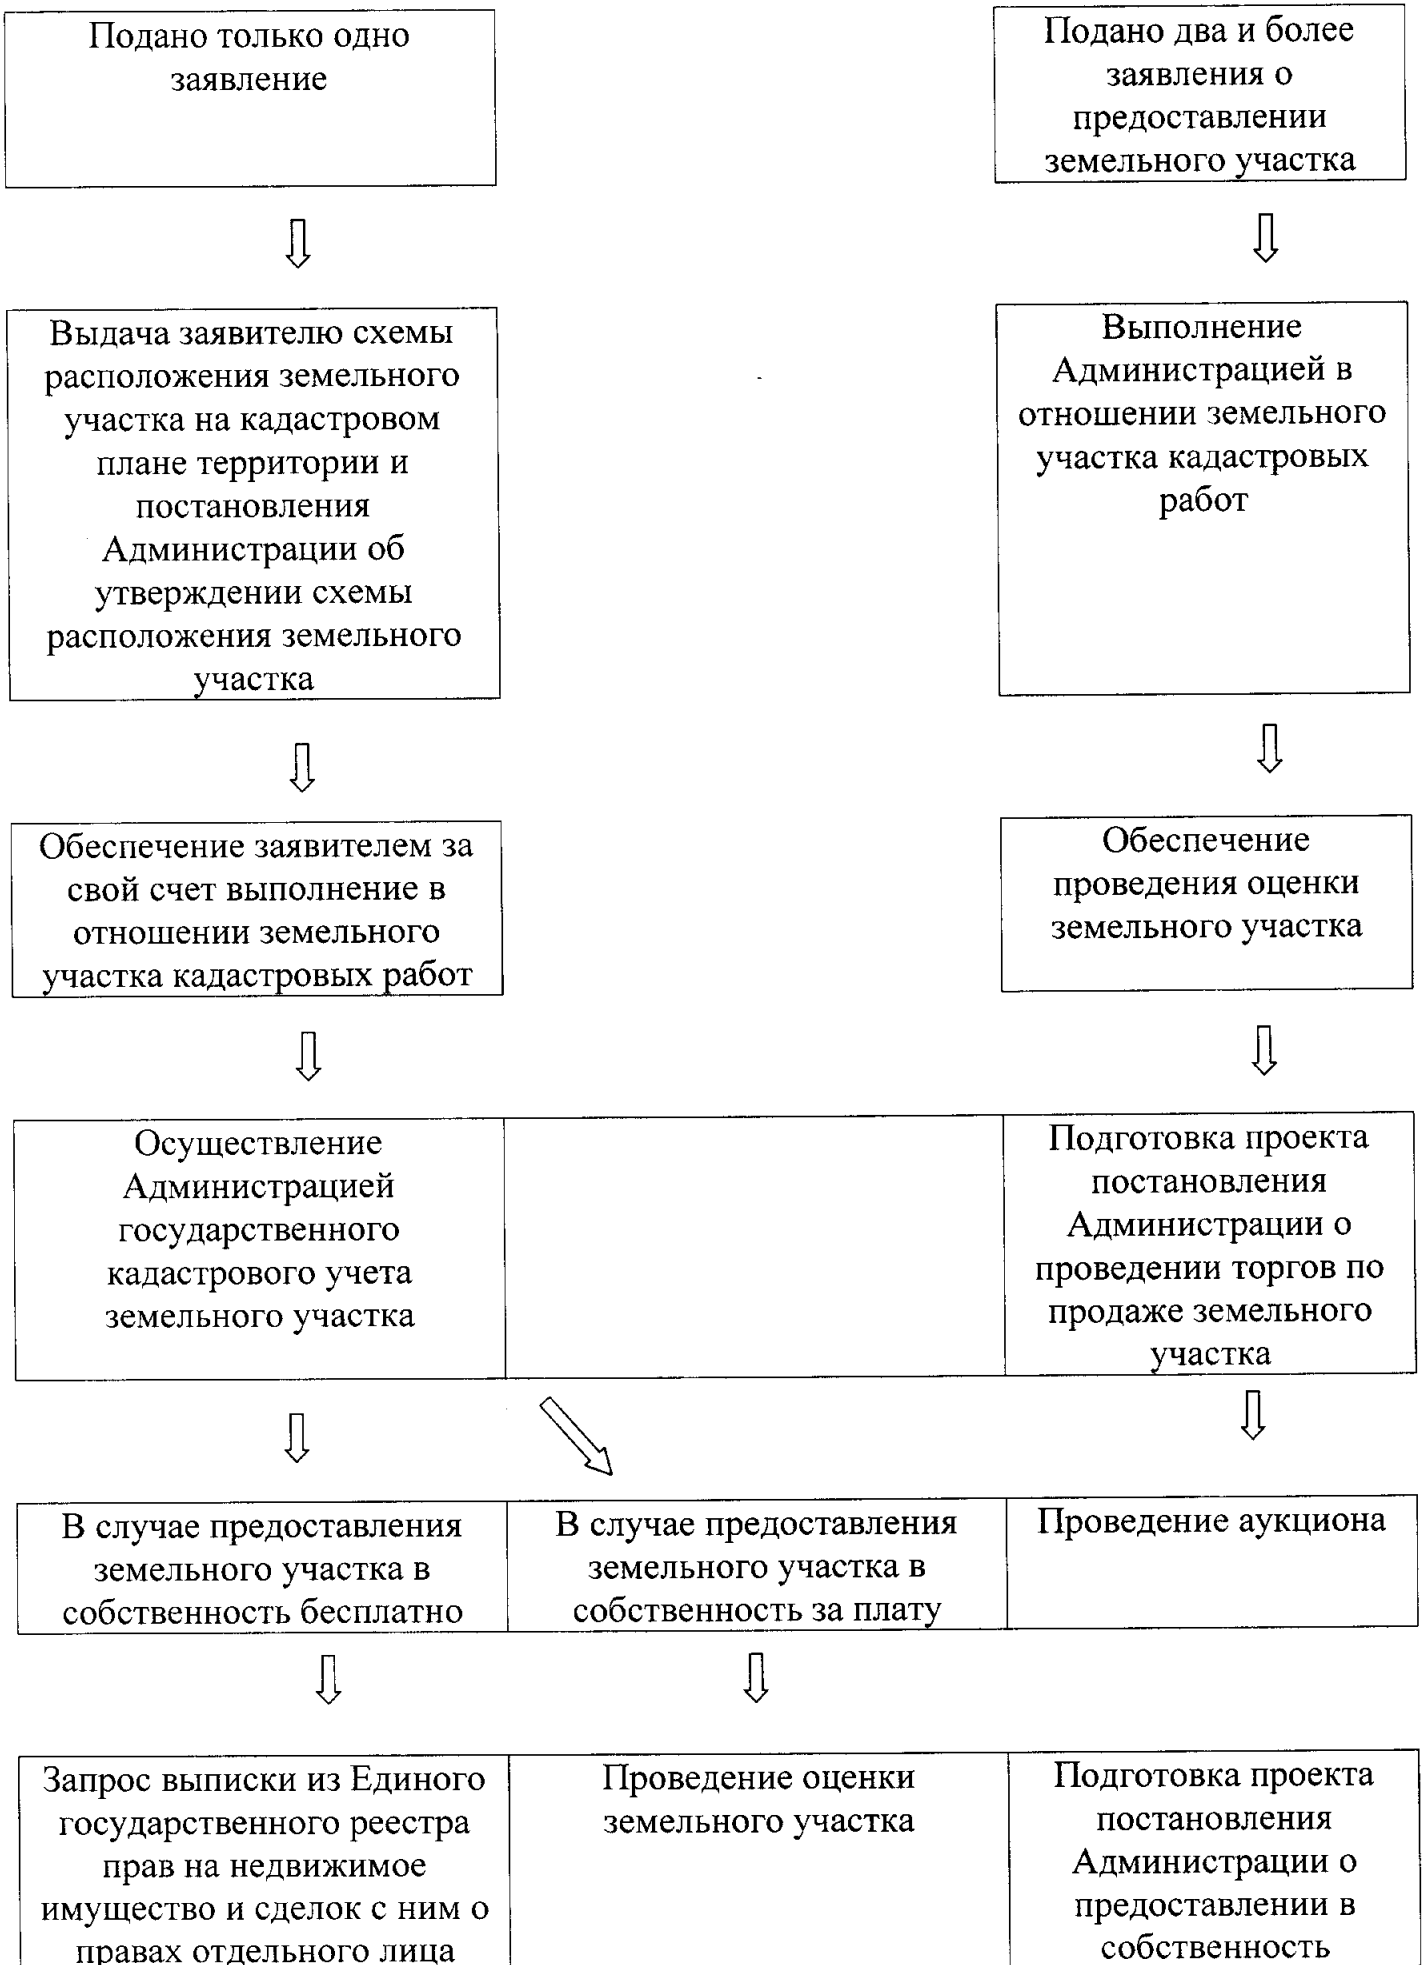 Подано только одно
заявление
Подано два и более
заявления о
предоставлении
земельного участка
Выдача заявителю схемы
расположения земельного
участка на кадастровом
плане территории и
постановления
Администрации об
утверждении схемы
расположения земельного
участка
Выполнение
Администрацией в
отношении земельного
участка кадастровых
работ
Обеспечение заявителем за
свой счет выполнение в
отношении земельного
участка кадастровых работ
Обеспечение
проведения оценки
земельного участка
Осуществление
Администрацией
государственного
кадастрового учета
земельного участка
Подготовка проекта
постановления
Администрации о
проведении торгов по
продаже земельного
участка
В случае предоставления
земельного участка в
собственность бесплатно
В случае предоставления
земельного участка в
собственность за плату
Проведение аукциона
Запрос выписки из Единого
государственного реестра
прав на недвижимое
имущество и сделок с ним о
правах отдельного лица
Проведение оценки
земельного участка
Подготовка проекта
постановления
Администрации о
предоставлении в
собственность